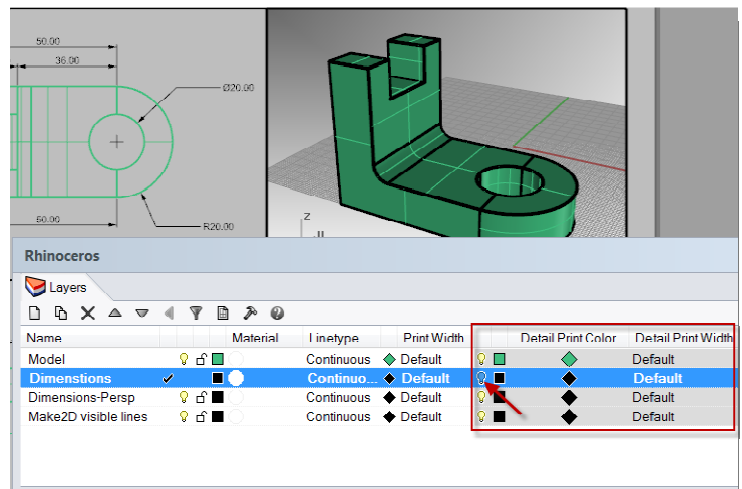 50.00
36.00
Ø20.00
60.00
R20.00
z
Rhinoceros
Layers
Name Material Linetype Print Width Detail Print Color Detail Print Width
Model Continuous Default Default
Dimenstions Continuo... Default Default
Dimensions-Persp Continuous Default Default
Make2D visible lines Continuous Default Default